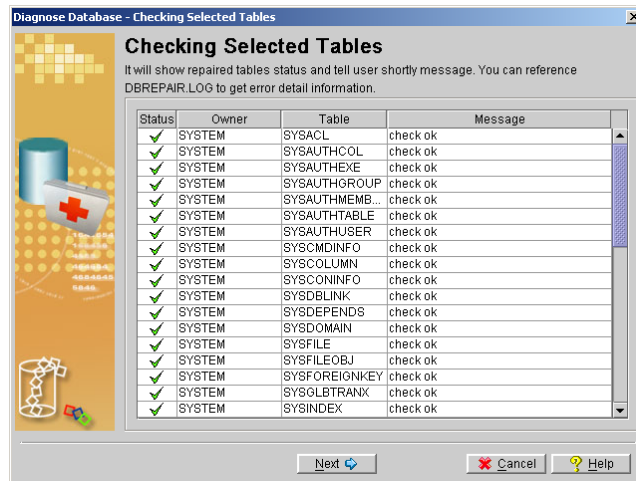 Diagnose Database - Checking Selected Tables
Checking Selected Tables
It will show repaired tables status and tell user shortly message. You can reference
DBREPAIR.LOG to get error detail information.
Status Owner Table Message
SYSTEM SYSACL check ok
SYSTEM SYSAUTHCOL check ok
SYSTEM SYSAUTHEXE check ok
SYSTEM SYSAUTHGROUP check ok
SYSTEM SYSAUTHMEMB... check ok
SYSTEM SYSAUTHTABLE check ok
SYSTEM SYSAUTHUSER check ok
SYSTEM SYSCMDINFO check ok
SYSTEM SYSCOLUMN check ok
SYSTEM SYSCONINFO check ok
SYSTEM SYSDBLINK check ok
SYSTEM SYSDEPENDS check ok
SYSTEM SYSDOMAIN check ok
SYSTEM SYSFILE check ok
SYSTEM SYSFILEOBJ check ok
SYSTEM SYSFOREIGNKEY check ok
SYSTEM SYSGLBTRANX check ok
SYSTEM SYSINDEX check ok
Next Cancel Help